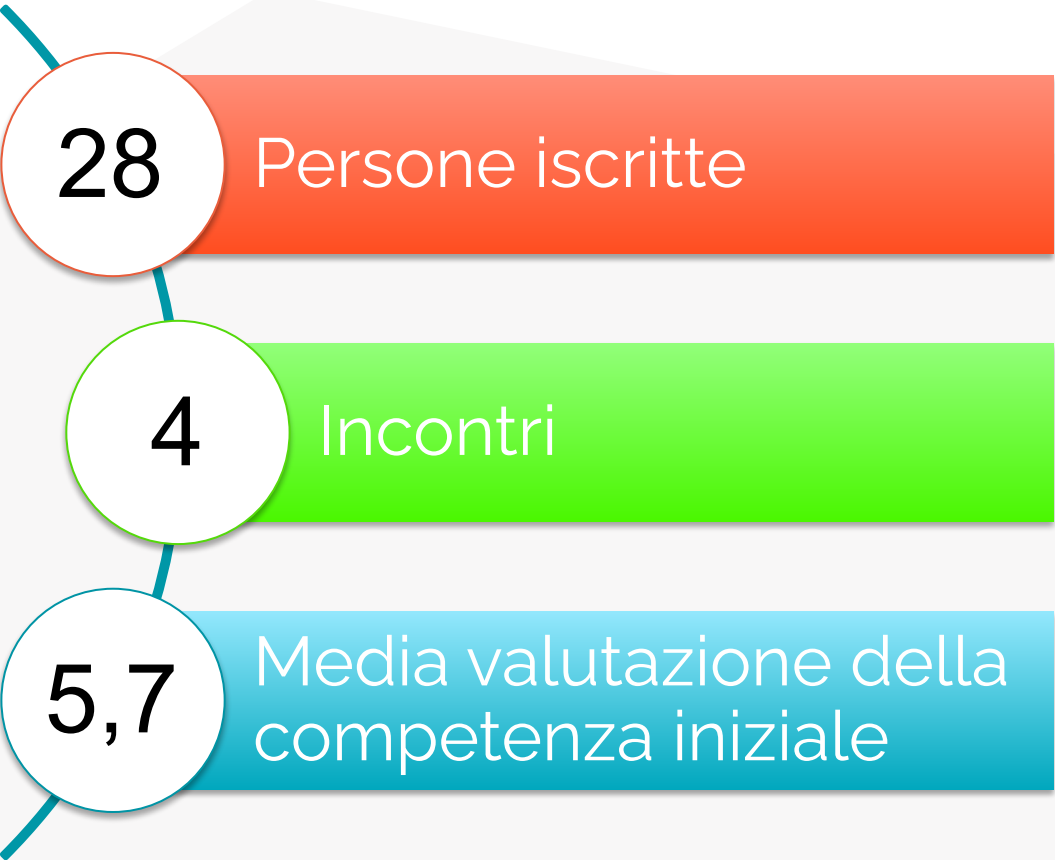 28
Persone iscritte
4
Incontri
5,7
Media valutazione della
competenza iniziale